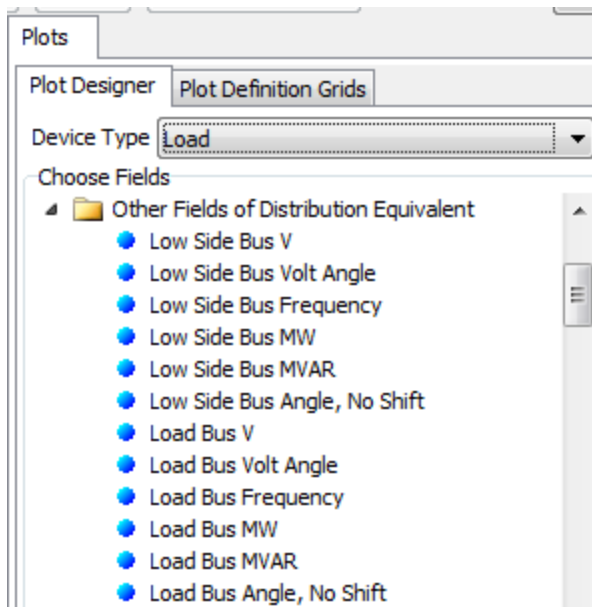 Plots
Plot Designer Plot Definition Grids
Device Type Load
Choose Fields
Other Fields of Distribution Equivalent
Low Side Bus V
Low Side Bus Volt Angle
Low Side Bus Frequency
Low Side Bus MW
Low Side Bus MVAR
Low Side Bus Angle, No Shift
Load Bus V
Load Bus Volt Angle
Load Bus Frequency
Load Bus MW
Load Bus MVAR
Load Bus Angle, No Shift